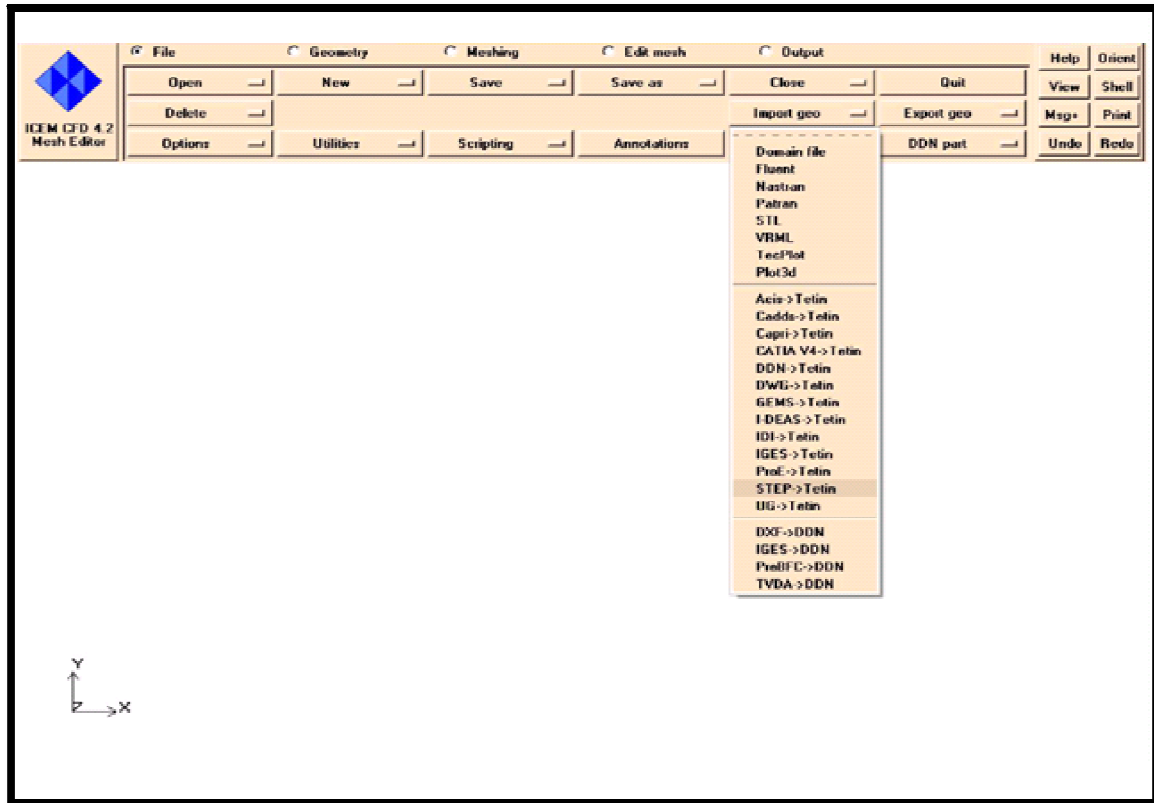 File Geometry Meshing Edit mesh Output
Help Orient
Open New Save Save as Close Quit
View Shell
Delete Import geo Export geo
Msgs Print
ICEM CFD 4.2
Mesh Editor
Options Utilities Scripting Annotations DDN part
Undo Redo
Domain file
Fluent
Nastran
Patran
STL
VRML
TecPlot
Plot3d
Acis->Tetin
Cadds->Tetin
Capri->Tetin
CATIA V4->Tetin
DDN->Tetin
DWG->Tetin
GEMS->Tetin
I-DEAS->Tetin
IDI->Tetin
IGES->Tetin
ProE->Tetin
STEP->Tetin
UG->Tetin
DXF->DDN
IGES->DDN
PreBFC->DDN
TVDA->DDN
Y
Z
X